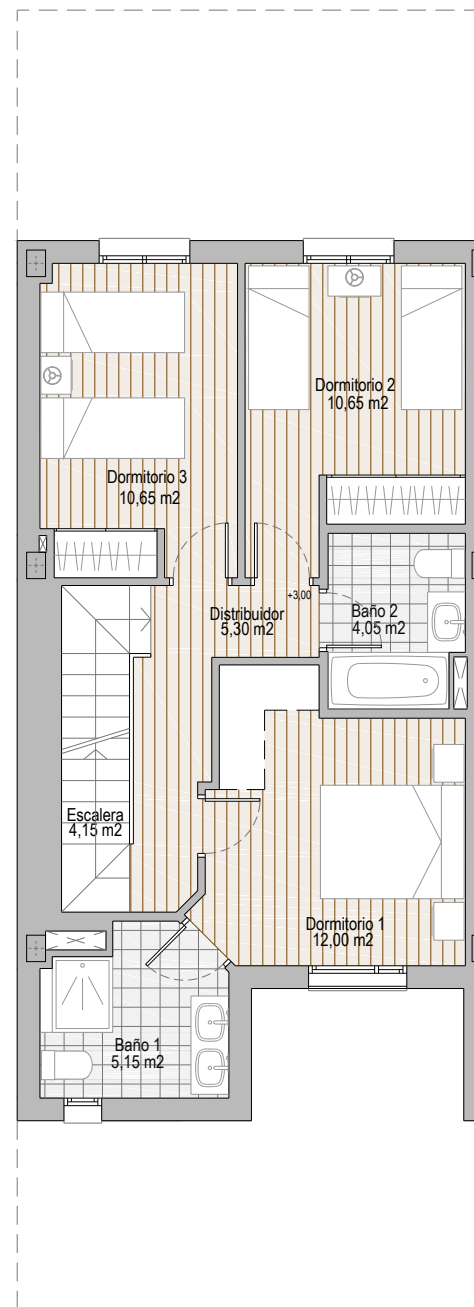 Dormitorio 2
10,65 m2
Dormitorio 3
10,65 m2
+3,00
Distribuidor
5,30 m2
Baño 2
4,05 m2
Escalera
4,15 m2
Dormitorio 1
12,00 m2
Baño 1
5,15 m2